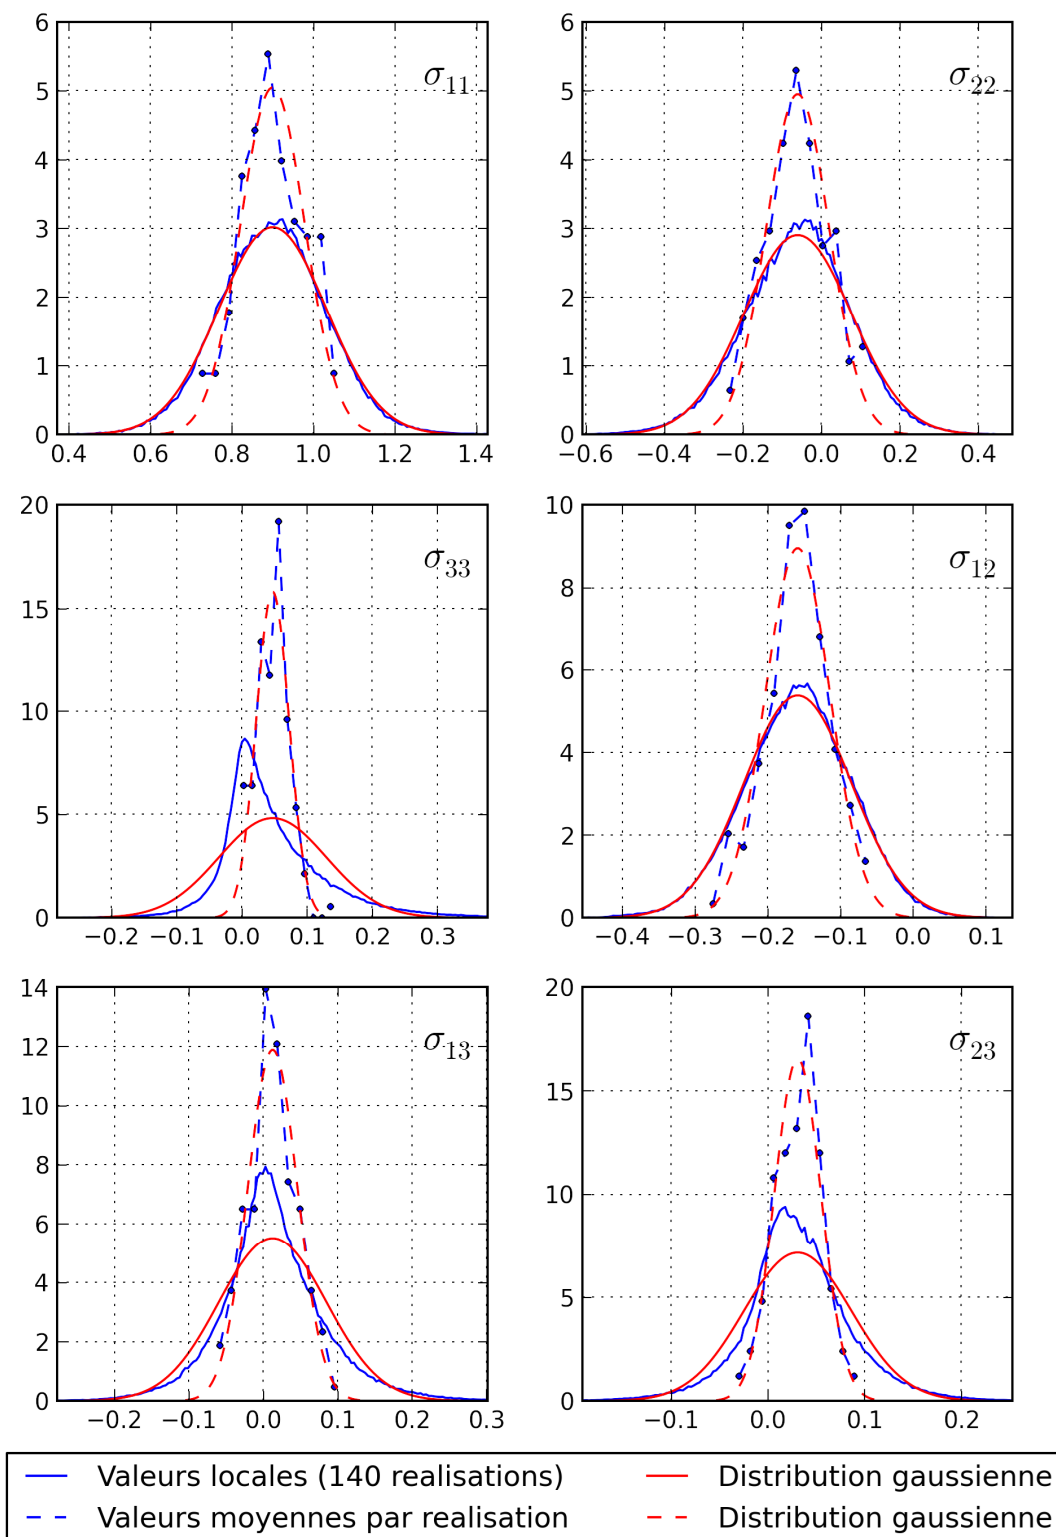 6
5
4
3
2
1
0
0.4 0.6 0.8 1.0 1.2 1.4
σ11
6
5
4
3
2
1
0
−0.6 −0.4 −0.2 0.0 0.2 0.4
σ22
20
15
10
5
0
−0.2 −0.1 0.0 0.1 0.2 0.3
σ33
10
8
6
4
2
0
−0.4 −0.3 −0.2 −0.1 0.0 0.1
σ12
14
12
10
8
6
4
2
0
−0.2 −0.1 0.0 0.1 0.2 0.3
σ13
20
15
10
5
0
−0.1 0.0 0.1 0.2
σ23
Valeurs locales (140 realisations)
Valeurs moyennes par realisation
Distribution gaussienne
Distribution gaussienne